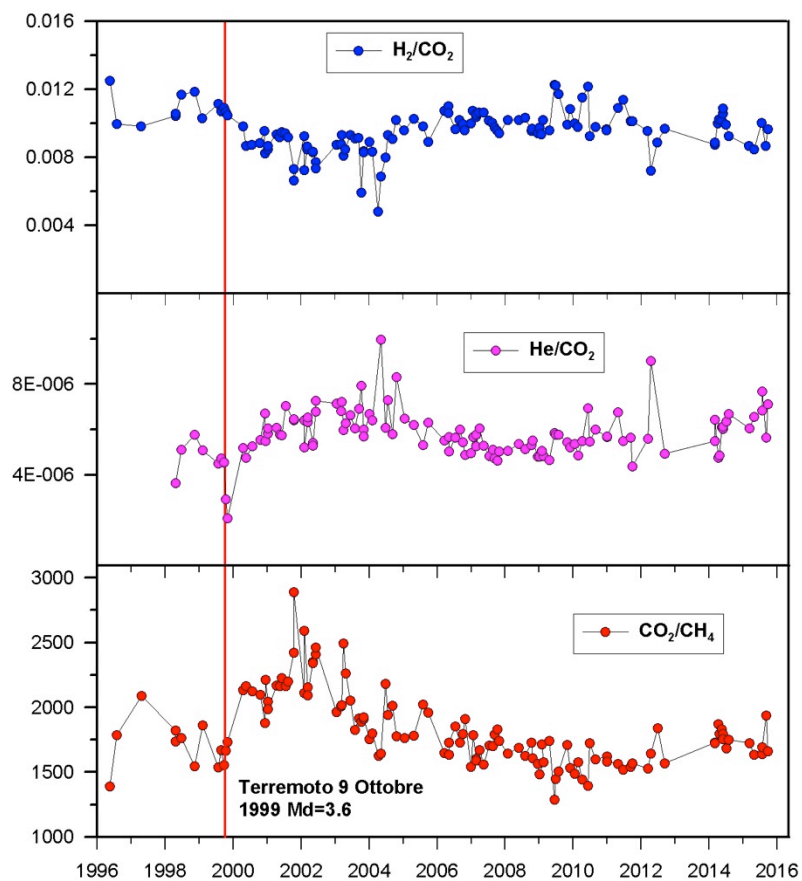 0.016
0.012
0.008
0.004
H₂/CO₂
8E-006
4E-006
He/CO₂
3000
2500
2000
1500
1000
CO₂/CH₄
Terremoto 9 Ottobre
1999 Md=3.6
1996 1998 2000 2002 2004 2006 2008 2010 2012 2014 2016